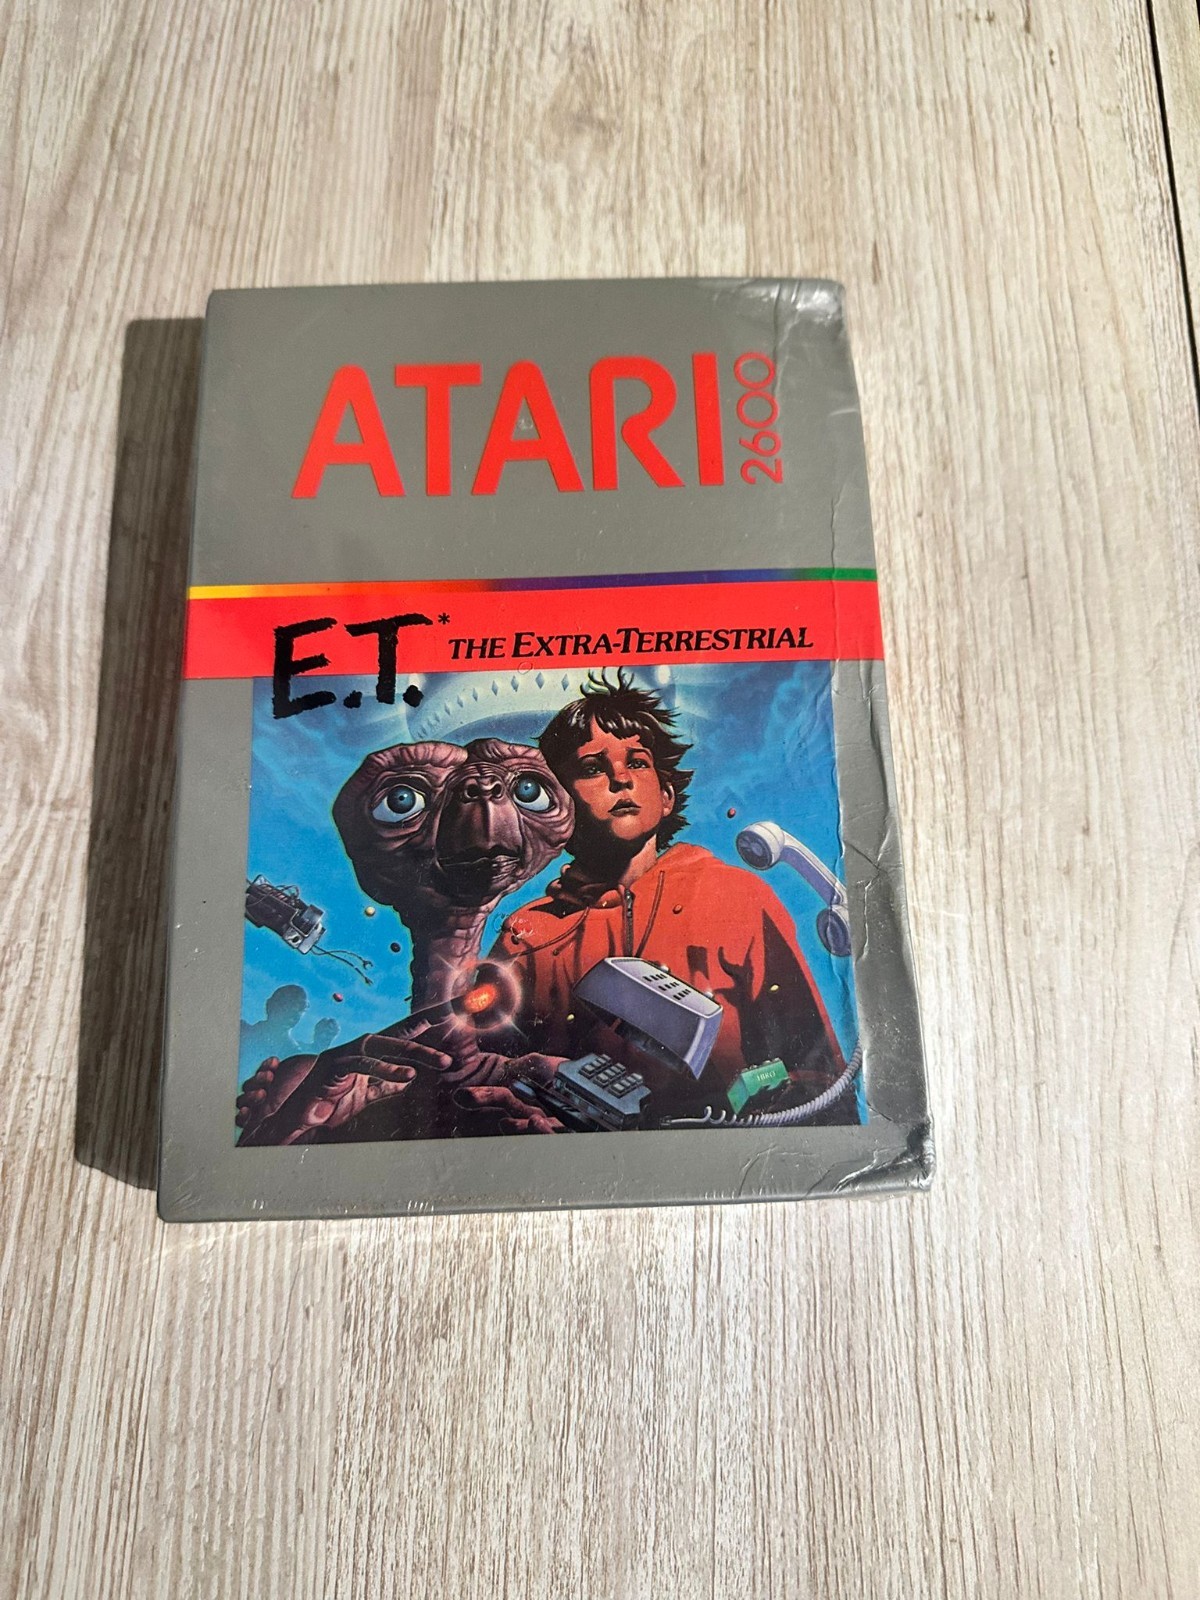 ATARI 2600
E.T.* THE EXTRA-TERRESTRIAL